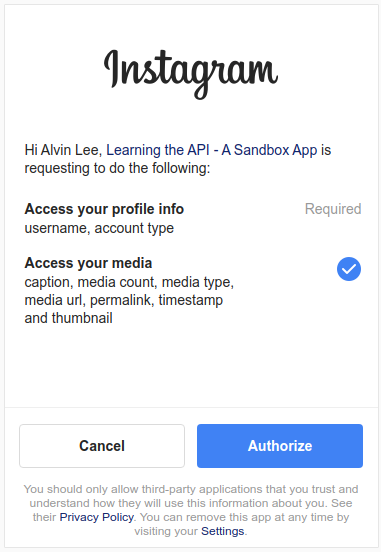 Instagram
Hi Alvin Lee, Learning the API - A Sandbox App is
requesting to do the following:
Access your profile info
Required
username, account type
Access your media
caption, media count, media type,
media url, permalink, timestamp
and thumbnail
Cancel
Authorize
You should only allow third-party applications that you trust and
understand how they will use this information about you. See
their Privacy Policy. You can remove this app at any time by
visiting your Settings.